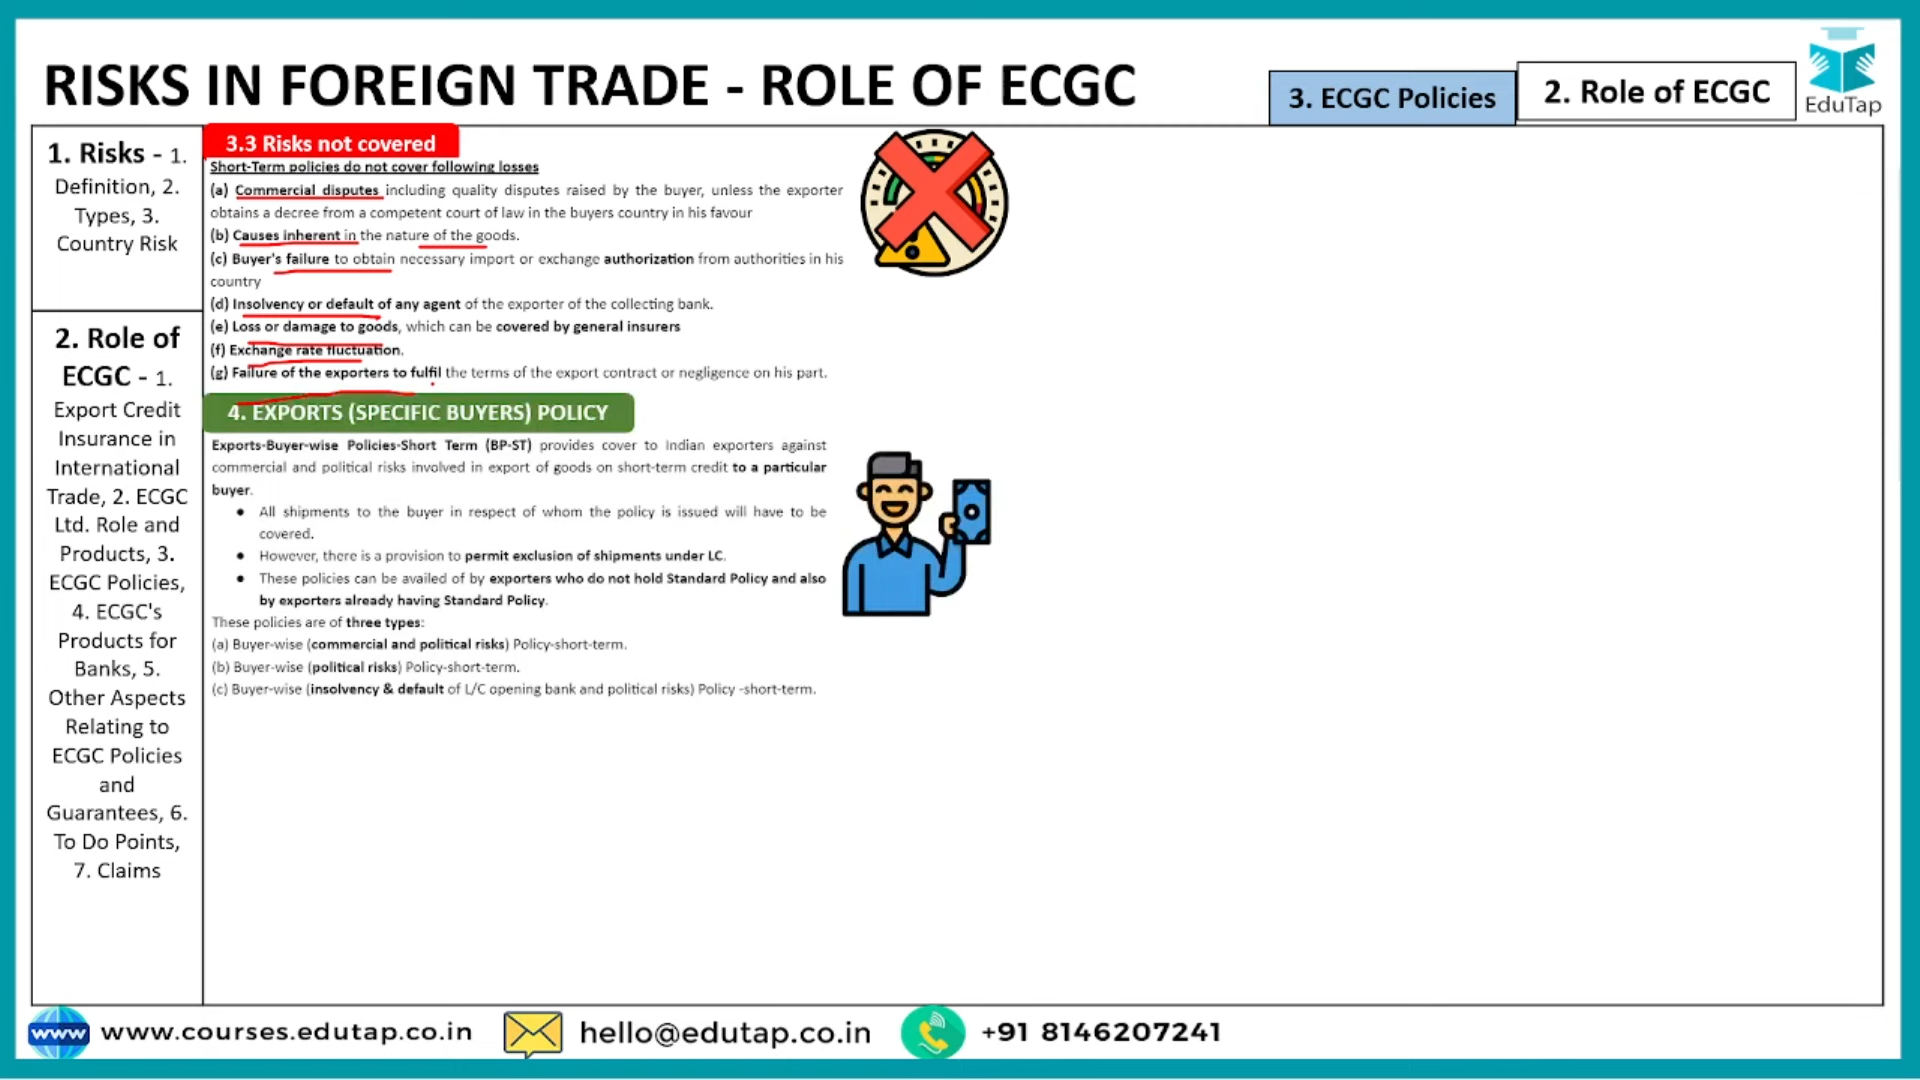 RISKS IN FOREIGN TRADE - ROLE OF ECGC
3. ECGC Policies
2. Role of ECGC
EduTap
1. Risks - 1.
Definition, 2.
Types, 3.
Country Risk
2. Role of
ECGC - 1.
Export Credit
Insurance in
International
Trade, 2. ECGC
Ltd. Role and
Products, 3.
ECGC Policies,
4. ECGC's
Products for
Banks, 5.
Other Aspects
Relating to
ECGC Policies
and
Guarantees, 6.
To Do Points,
7. Claims
3.3 Risks not covered
Short-Term policies do not cover following losses
(a) Commercial disputes including quality disputes raised by the buyer, unless the exporter
obtains a decree from a competent court of law in the buyers country in his favour
(b) Causes inherent in the nature of the goods.
(c) Buyer's failure to obtain necessary import or exchange authorization from authorities in his
country
(d) Insolvency or default of any agent of the exporter of the collecting bank.
(e) Loss or damage to goods, which can be covered by general insurers
(f) Exchange rate fluctuation.
(g) Failure of the exporters to fulfil the terms of the export contract or negligence on his part.
4. EXPORTS (SPECIFIC BUYERS) POLICY
Exports-Buyer-wise Policies-Short Term (BP-ST) provides cover to Indian exporters against
commercial and political risks involved in export of goods on short-term credit to a particular
buyer.
● All shipments to the buyer in respect of whom the policy is issued will have to be
covered.
● However, there is a provision to permit exclusion of shipments under LC.
● These policies can be availed of by exporters who do not hold Standard Policy and also
by exporters already having Standard Policy.
These policies are of three types:
(a) Buyer-wise (commercial and political risks) Policy-short-term.
(b) Buyer-wise (political risks) Policy-short-term.
(c) Buyer-wise (insolvency & default of L/C opening bank and political risks) Policy -short-term.
www
www.courses.edutap.co.in
hello@edutap.co.in
+91 8146207241